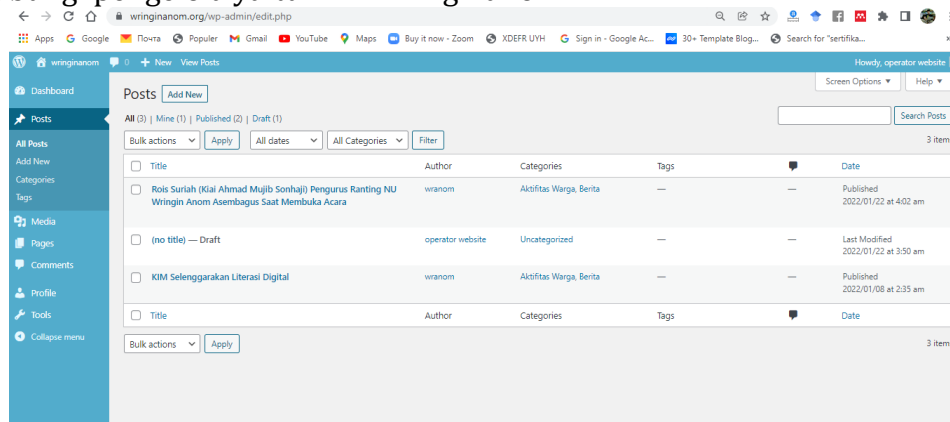 wringinanom.org/wp-admin/edit.php
Apps Google Почта Populer Gmail YouTube Maps Buy it now - Zoom XDEFR UYH Sign in - Google Ac... 30+ Template Blog... Search for "sertifika...
wringinanom 0 + New View Posts Howdy, operator website
Dashboard
Posts
All Posts
Add New
Categories
Tags
Media
Pages
Comments
Profile
Tools
Collapse menu
Screen Options ▼ Help ▼
Posts Add New
All (3) | Mine (1) | Published (2) | Draft (1)
Search Posts
Bulk actions Apply All dates All Categories Filter 3 item
Title Author Categories Tags Date
Rois Suriah (Kiai Ahmad Mujib Sonhaji) Pengurus Ranting NU wranom Aktifitas Warga, Berita — — Published
Wringin Anom Asembagus Saat Membuka Acara 2022/01/22 at 4:02 am
(no title) — Draft operator website Uncategorized — — Last Modified
2022/01/22 at 3:50 am
KIM Selenggarakan Literasi Digital wranom Aktifitas Warga, Berita — — Published
2022/01/08 at 2:35 am
Title Author Categories Tags Date
Bulk actions Apply 3 item